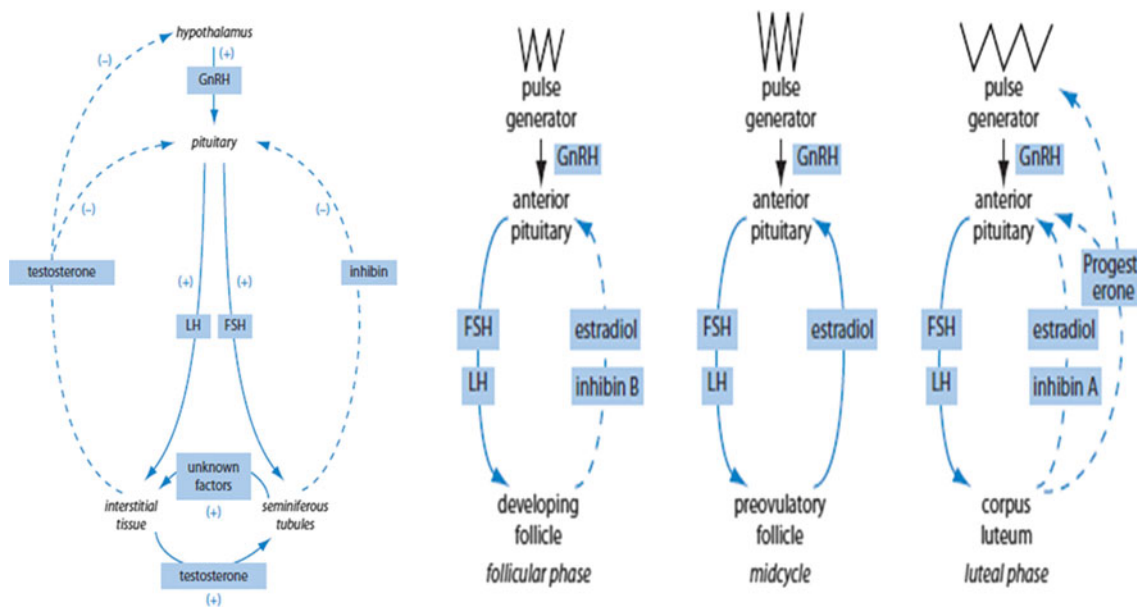 hypothalamus
(−)
(+)
GnRH
pituitary
(−)
(−)
testosterone
inhibin
(+)
(+)
LH
FSH
unknown
factors
(+)
interstitial
tissue
seminiferous
tubules
testosterone
(+)
pulse
generator
GnRH
anterior
pituitary
FSH
estradiol
LH
inhibin B
developing
follicle
follicular phase
pulse
generator
GnRH
anterior
pituitary
FSH
estradiol
LH
preovulatory
follicle
midcycle
pulse
generator
GnRH
anterior
pituitary
Progest
erone
FSH
estradiol
LH
inhibin A
corpus
luteum
luteal phase